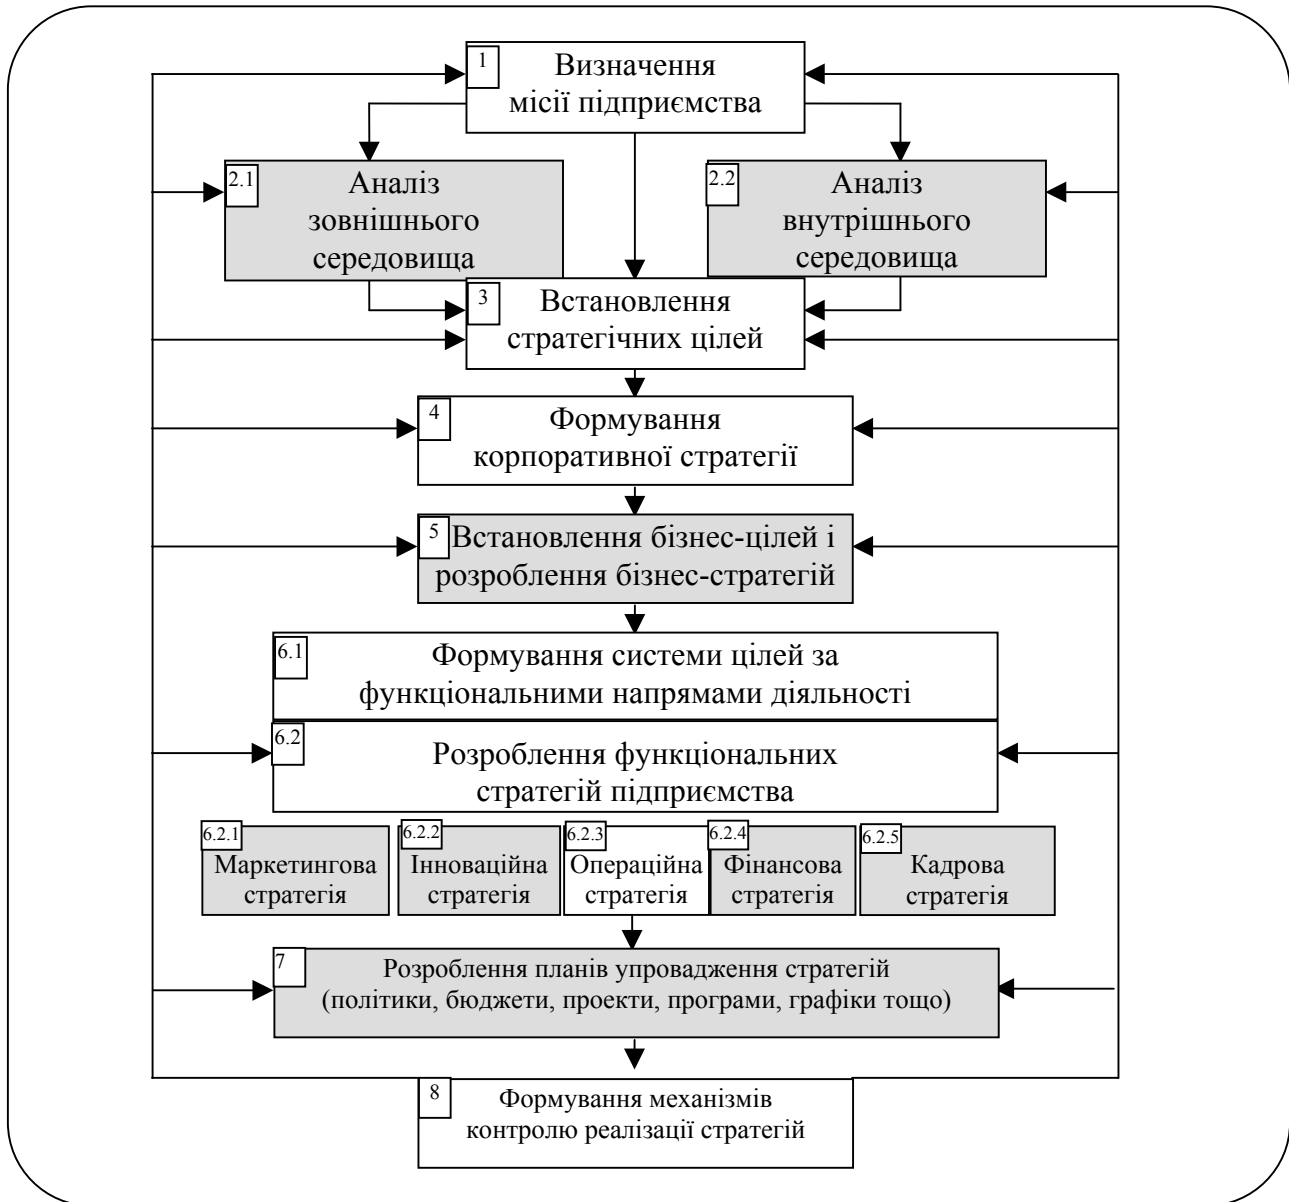 1
Визначення
місії підприємства
2.1
Аналіз
зовнішнього
середовища
2.2
Аналіз
внутрішнього
середовища
3
Встановлення
стратегічних цілей
4
Формування
корпоративної стратегії
5
Встановлення бізнес-цілей і
розроблення бізнес-стратегій
6.1
Формування системи цілей за
функціональними напрямами діяльності
6.2
Розроблення функціональних
стратегій підприємства
6.2.1
Маркетингова
стратегія
6.2.2
Інноваційна
стратегія
6.2.3
Операційна
стратегія
6.2.4
Фінансова
стратегія
6.2.5
Кадрова
стратегія
7
Розроблення планів упровадження стратегій
(політики, бюджети, проекти, програми, графіки тощо)
8
Формування механізмів
контролю реалізації стратегій